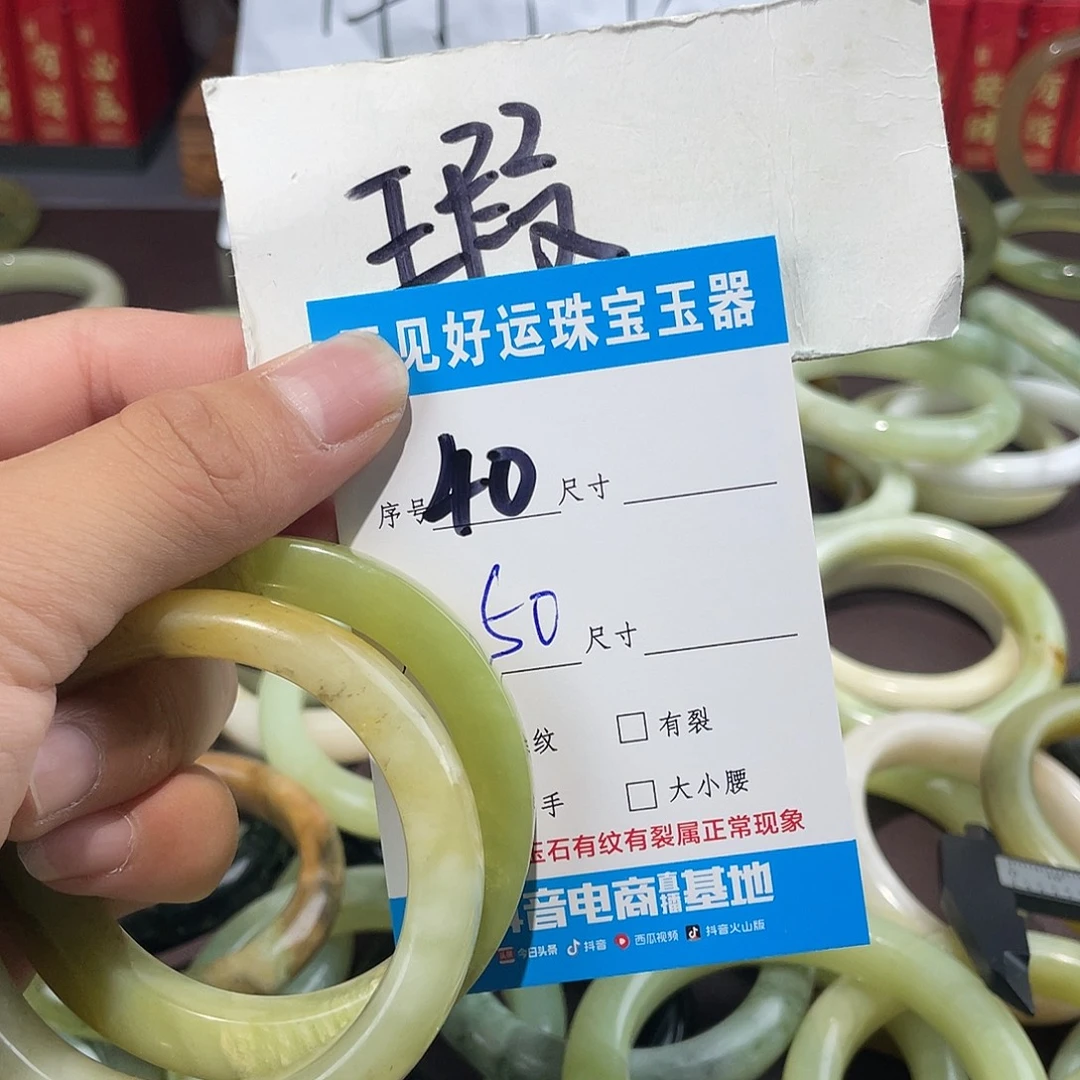 瑕
见好运珠宝玉器
序号 40 尺寸
50 尺寸
纹 □ 有裂
手 □ 大小腰
玉石有纹有裂属正常现象
音电商直播基地
头条 今日头条 抖音 西瓜视频 抖音火山版